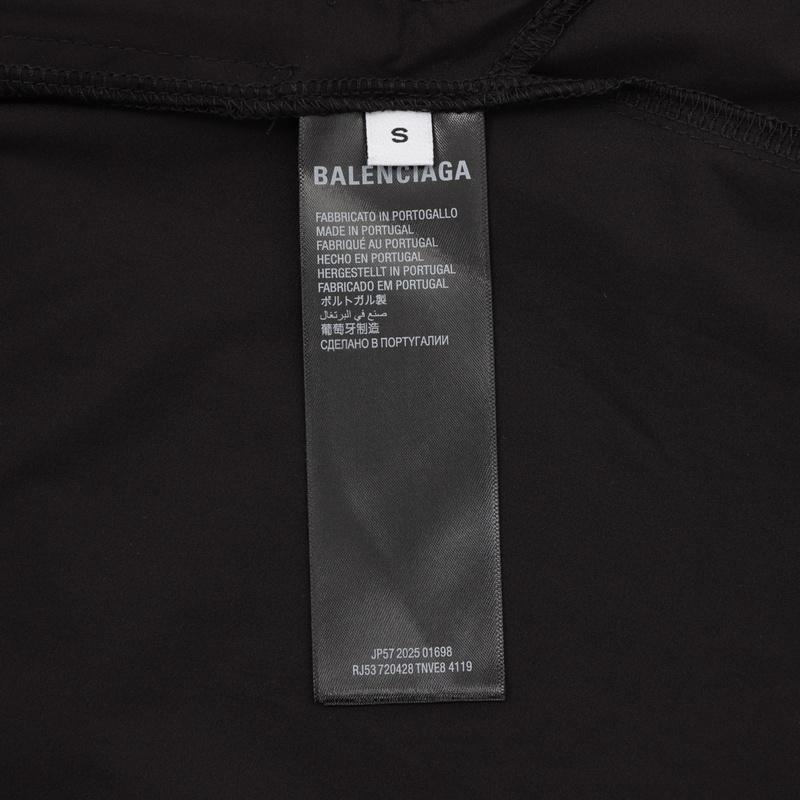 S
BALENCIAGA
FABBRICATO IN PORTOGALLO
MADE IN PORTUGAL
FABRIQUÉ AU PORTUGAL
HECHO EN PORTUGAL
HERGESTELLT IN PORTUGAL
FABRICADO EM PORTUGAL
ポルトガル製
صنع في البرتغال
葡萄牙制造
СДЕЛАНО В ПОРТУГАЛИИ
JP57 2025 01698
RJ53 720428 TNVE8 4119